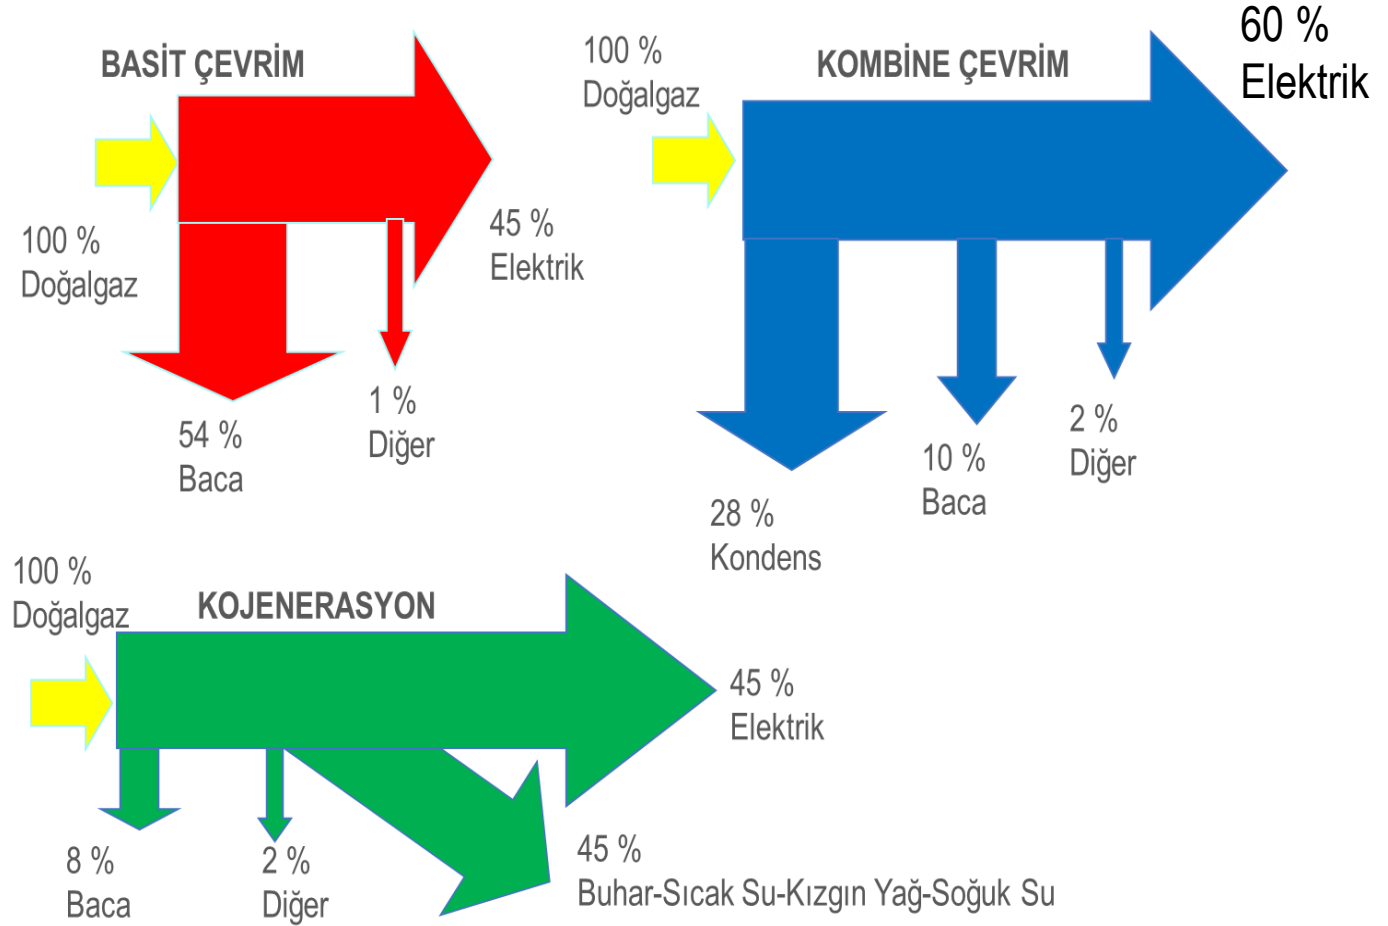 BASİT ÇEVRİM
100 %
Doğalgaz
45 %
Elektrik
54 %
Baca
1 %
Diğer
KOMBİNE ÇEVRİM
100 %
Doğalgaz
60 %
Elektrik
28 %
Kondens
10 %
Baca
2 %
Diğer
KOJENERASYON
100 %
Doğalgaz
45 %
Elektrik
8 %
Baca
2 %
Diğer
45 %
Buhar-Sıcak Su-Kızgın Yağ-Soğuk Su